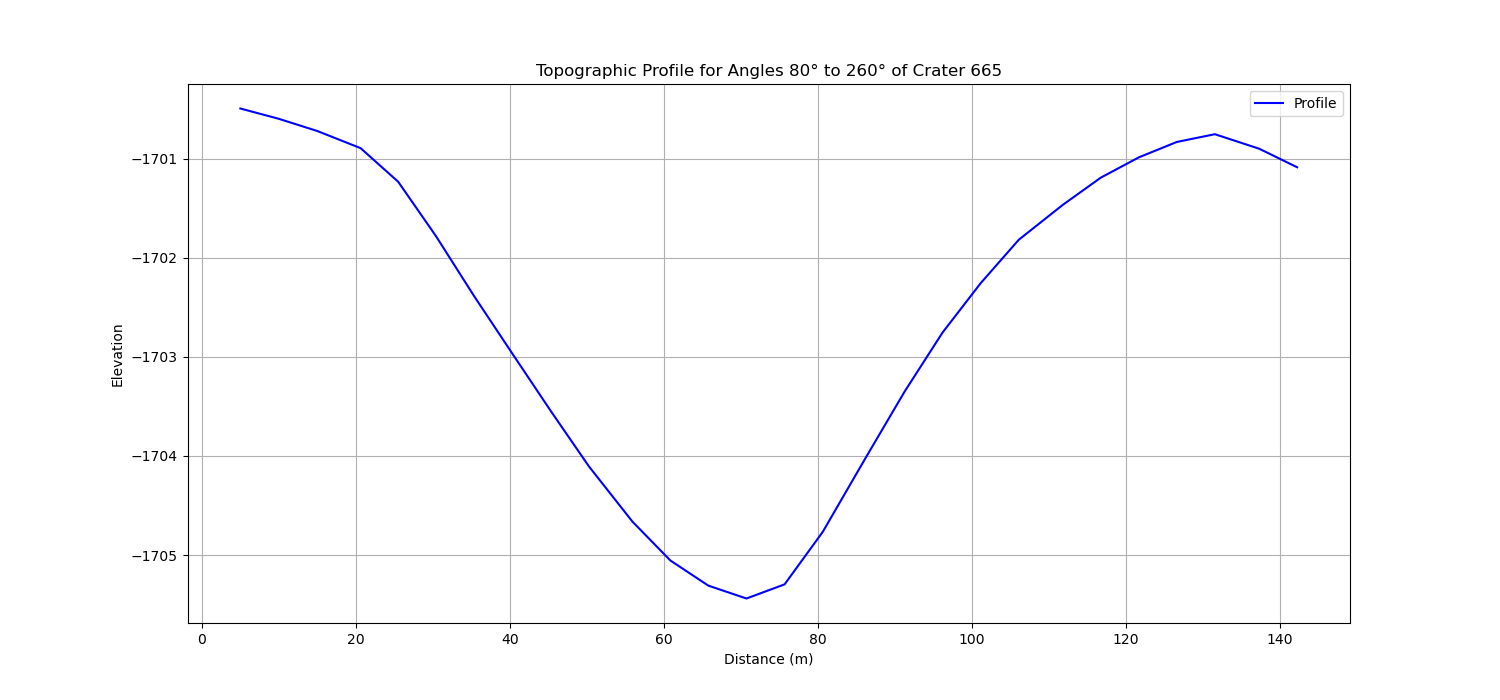 Topographic Profile for Angles 80° to 260° of Crater 665
Profile
−1701
−1702
−1703
−1704
−1705
Elevation
0 20 40 60 80 100 120 140
Distance (m)